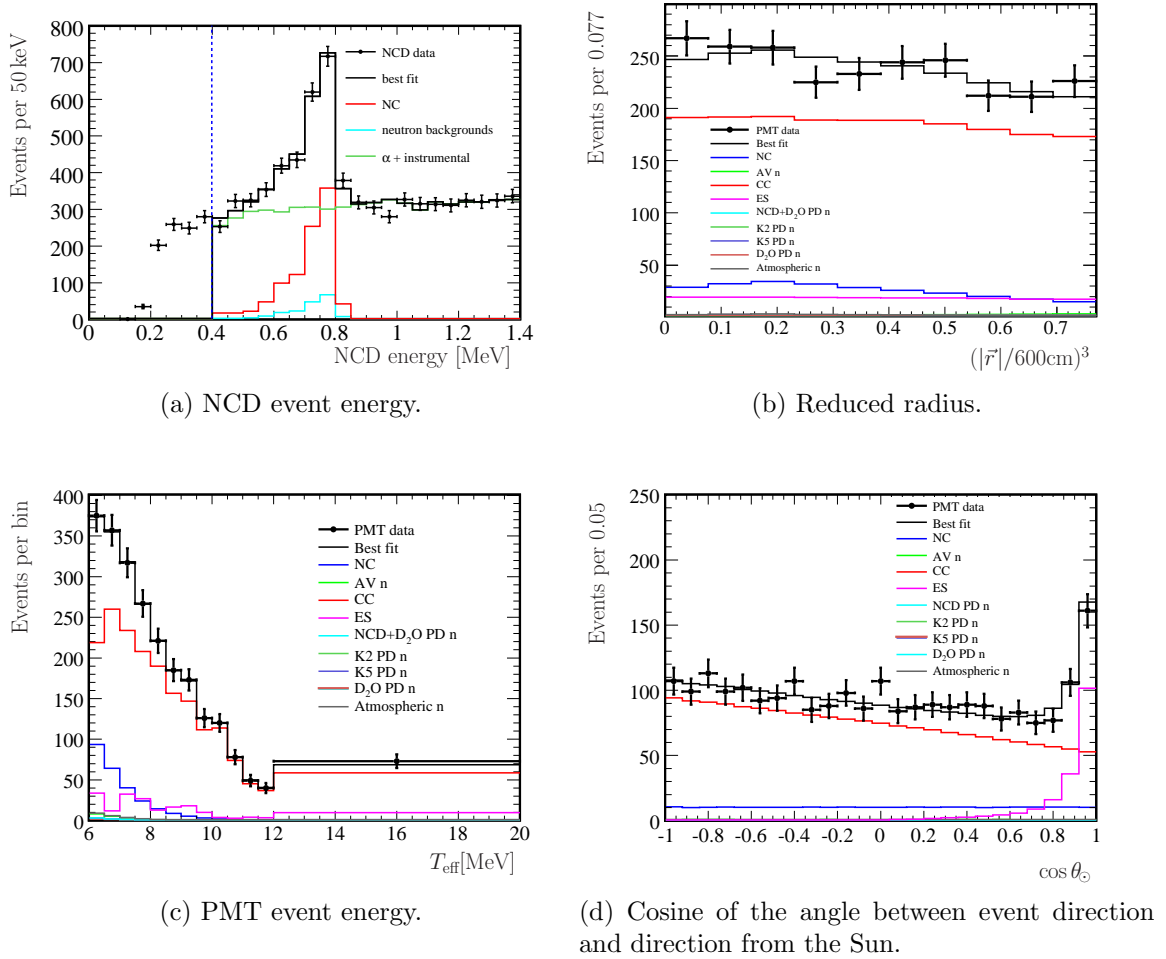 Events per 50 keV
800
700
600
500
400
300
200
100
0
0 0.2 0.4 0.6 0.8 1 1.2 1.4
NCD energy [MeV]
NCD data
best fit
NC
neutron backgrounds
α + instrumental
(a) NCD event energy.
Events per 0.077
300
250
200
150
100
50
0 0.1 0.2 0.3 0.4 0.5 0.6 0.7
(|r⃗|/600cm)³
PMT data
Best fit
NC
AV n
CC
ES
NCD+D₂O PD n
K2 PD n
K5 PD n
D₂O PD n
Atmospheric n
(b) Reduced radius.
Events per bin
400
350
300
250
200
150
100
50
0
6 8 10 12 14 16 18 20
T_eff[MeV]
PMT data
Best fit
NC
AV n
CC
ES
NCD+D₂O PD n
K2 PD n
K5 PD n
D₂O PD n
Atmospheric n
(c) PMT event energy.
Events per 0.05
300
250
200
150
100
50
0
-1 -0.8 -0.6 -0.4 -0.2 0 0.2 0.4 0.6 0.8 1
cos θ⊙
PMT data
Best fit
NC
AV n
CC
ES
NCD PD n
K2 PD n
K5 PD n
D₂O PD n
Atmospheric n
(d) Cosine of the angle between event direction
and direction from the Sun.